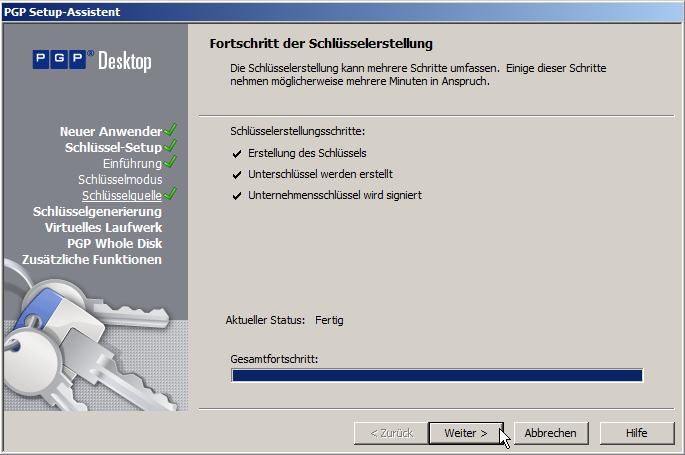 PGP Setup-Assistent
PGP® Desktop
Neuer Anwender
Schlüssel-Setup
Einführung
Schlüsselmodus
Schlüsselquelle
Schlüsselgenerierung
Virtuelles Laufwerk
PGP Whole Disk
Zusätzliche Funktionen
Fortschritt der Schlüsselerstellung
Die Schlüsselerstellung kann mehrere Schritte umfassen. Einige dieser Schritte
nehmen möglicherweise mehrere Minuten in Anspruch.
Schlüsselerstellungsschritte:
Erstellung des Schlüssels
Unterschlüssel werden erstellt
Unternehmensschlüssel wird signiert
Aktueller Status: Fertig
Gesamtfortschritt:
< Zurück Weiter > Abbrechen Hilfe